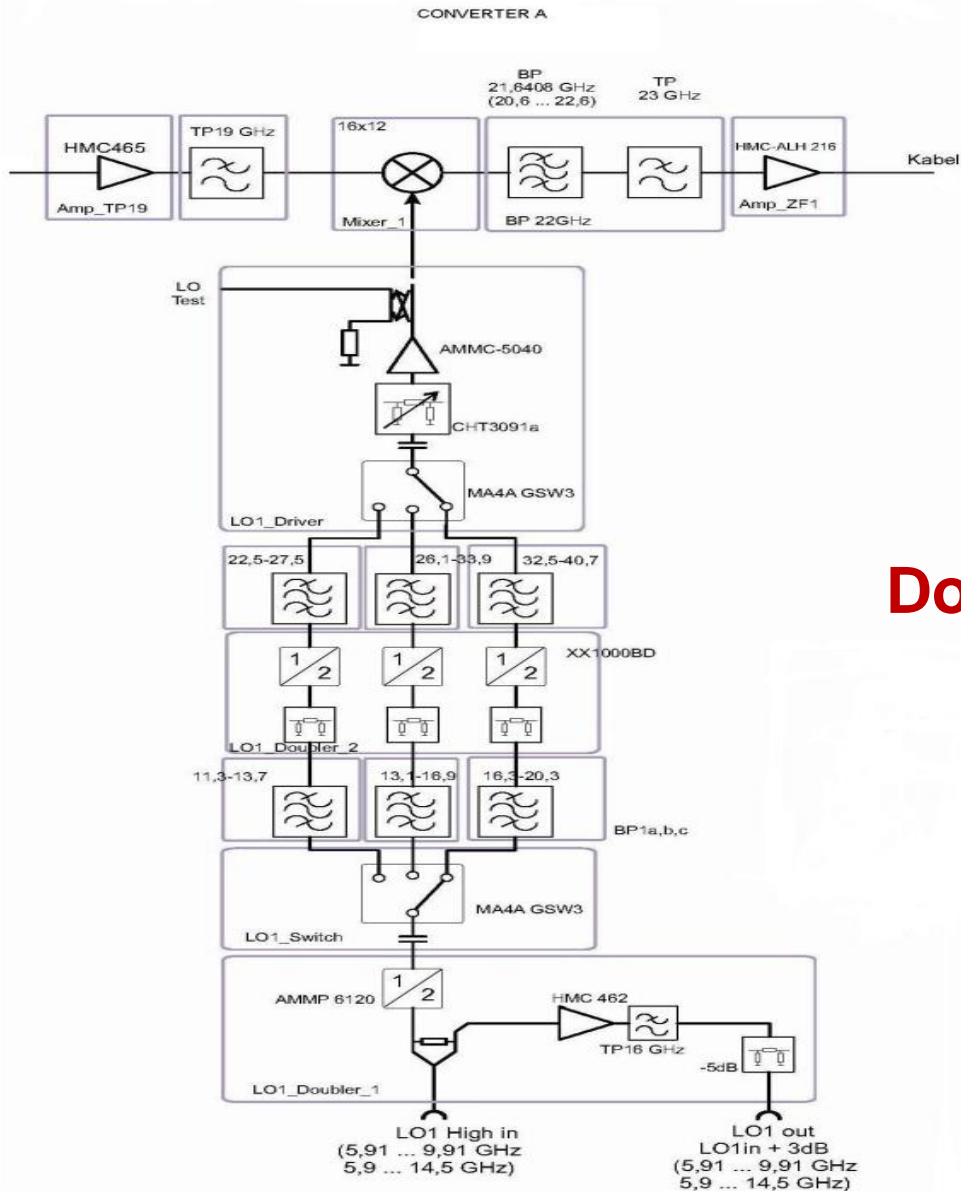 CONVERTER A
BP
21,6408 GHz
(20,6 ... 22,6)
TP
23 GHz
HMC465
TP19 GHz
16x12
HMC-ALH 216
Kabel
Amp_TP19
Mixer_1
BP 22GHz
Amp_ZF1
LO
Test
AMMC-5040
CHT3091a
MA4A GSW3
LO1_Driver
22,5-27,5
26,1-33,9
32,5-40,7
Do
1/2
1/2
1/2
XX1000BD
LO1_Doubler_2
11,3-13,7
13,1-16,9
16,3-20,3
BP1a,b,c
MA4A GSW3
LO1_Switch
AMMP 6120
1/2
HMC 462
TP16 GHz
-5dB
LO1_Doubler_1
LO1 High in
(5,91 ... 9,91 GHz
5,9 ... 14,5 GHz)
LO1 out
LO1in + 3dB
(5,91 ... 9,91 GHz
5,9 ... 14,5 GHz)